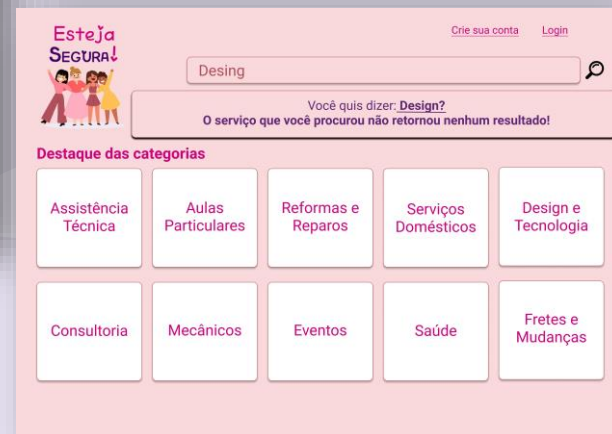 Esteja
SEGURA!
Crie sua conta Login
Desing
Você quis dizer: Design?
O serviço que você procurou não retornou nenhum resultado!
Destaque das categorias
Assistência
Técnica
Aulas
Particulares
Reformas e
Reparos
Serviços
Domésticos
Design e
Tecnologia
Consultoria
Mecânicos
Eventos
Saúde
Fretes e
Mudanças